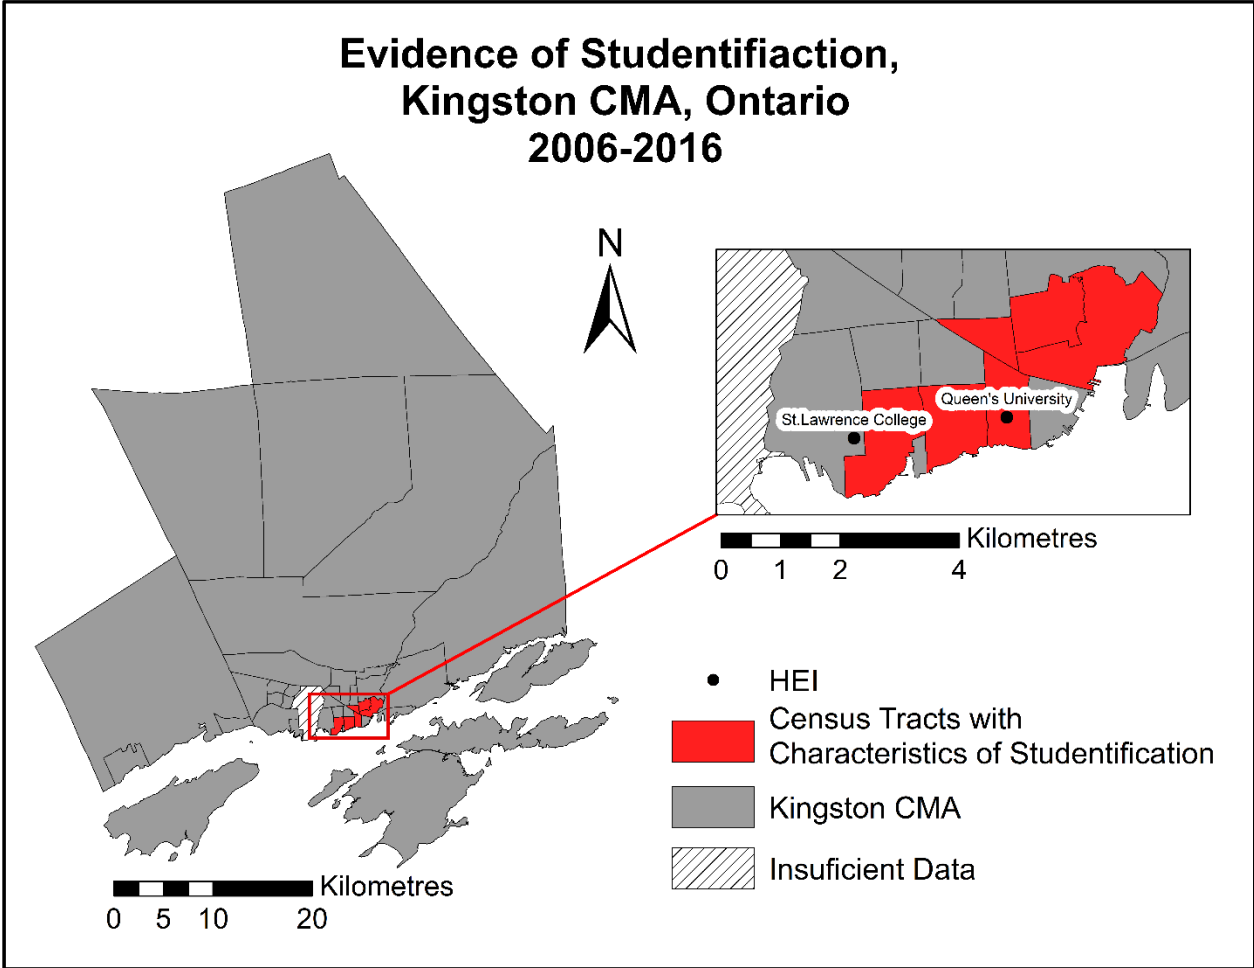 Evidence of Studentifiaction,
Kingston CMA, Ontario
2006-2016
N
Queen's University
St.Lawrence College
Kilometres
0 1 2 4
HEI
Census Tracts with
Characteristics of Studentification
Kingston CMA
Insuficient Data
Kilometres
0 5 10 20